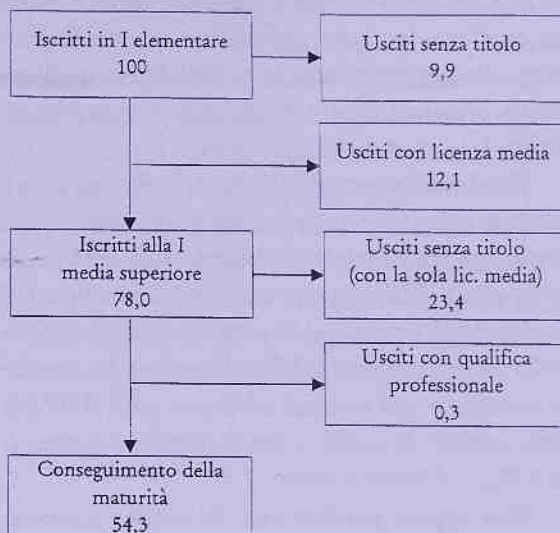 Iscritti in I elementare
100
Usciti senza titolo
9,9
Usciti con licenza media
12,1
Iscritti alla I
media superiore
78,0
Usciti senza titolo
(con la sola lic. media)
23,4
Usciti con qualifica
professionale
0,3
Conseguimento della
maturità
54,3